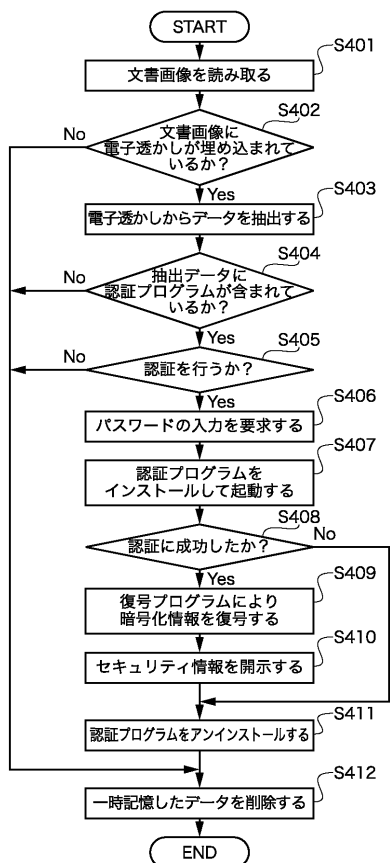 START
S401
文書画像を読み取る
S402
文書画像に
電子透かしが埋め込まれて
いるか？
No
Yes
S403
電子透かしからデータを抽出する
S404
抽出データに
認証プログラムが含まれて
いるか？
No
Yes
S405
認証を行うか？
No
Yes
S406
パスワードの入力を要求する
S407
認証プログラムを
インストールして起動する
S408
認証に成功したか？
No
Yes
S409
復号プログラムにより
暗号化情報を復号する
S410
セキュリティ情報を開示する
S411
認証プログラムをアンインストールする
S412
一時記憶したデータを削除する
END